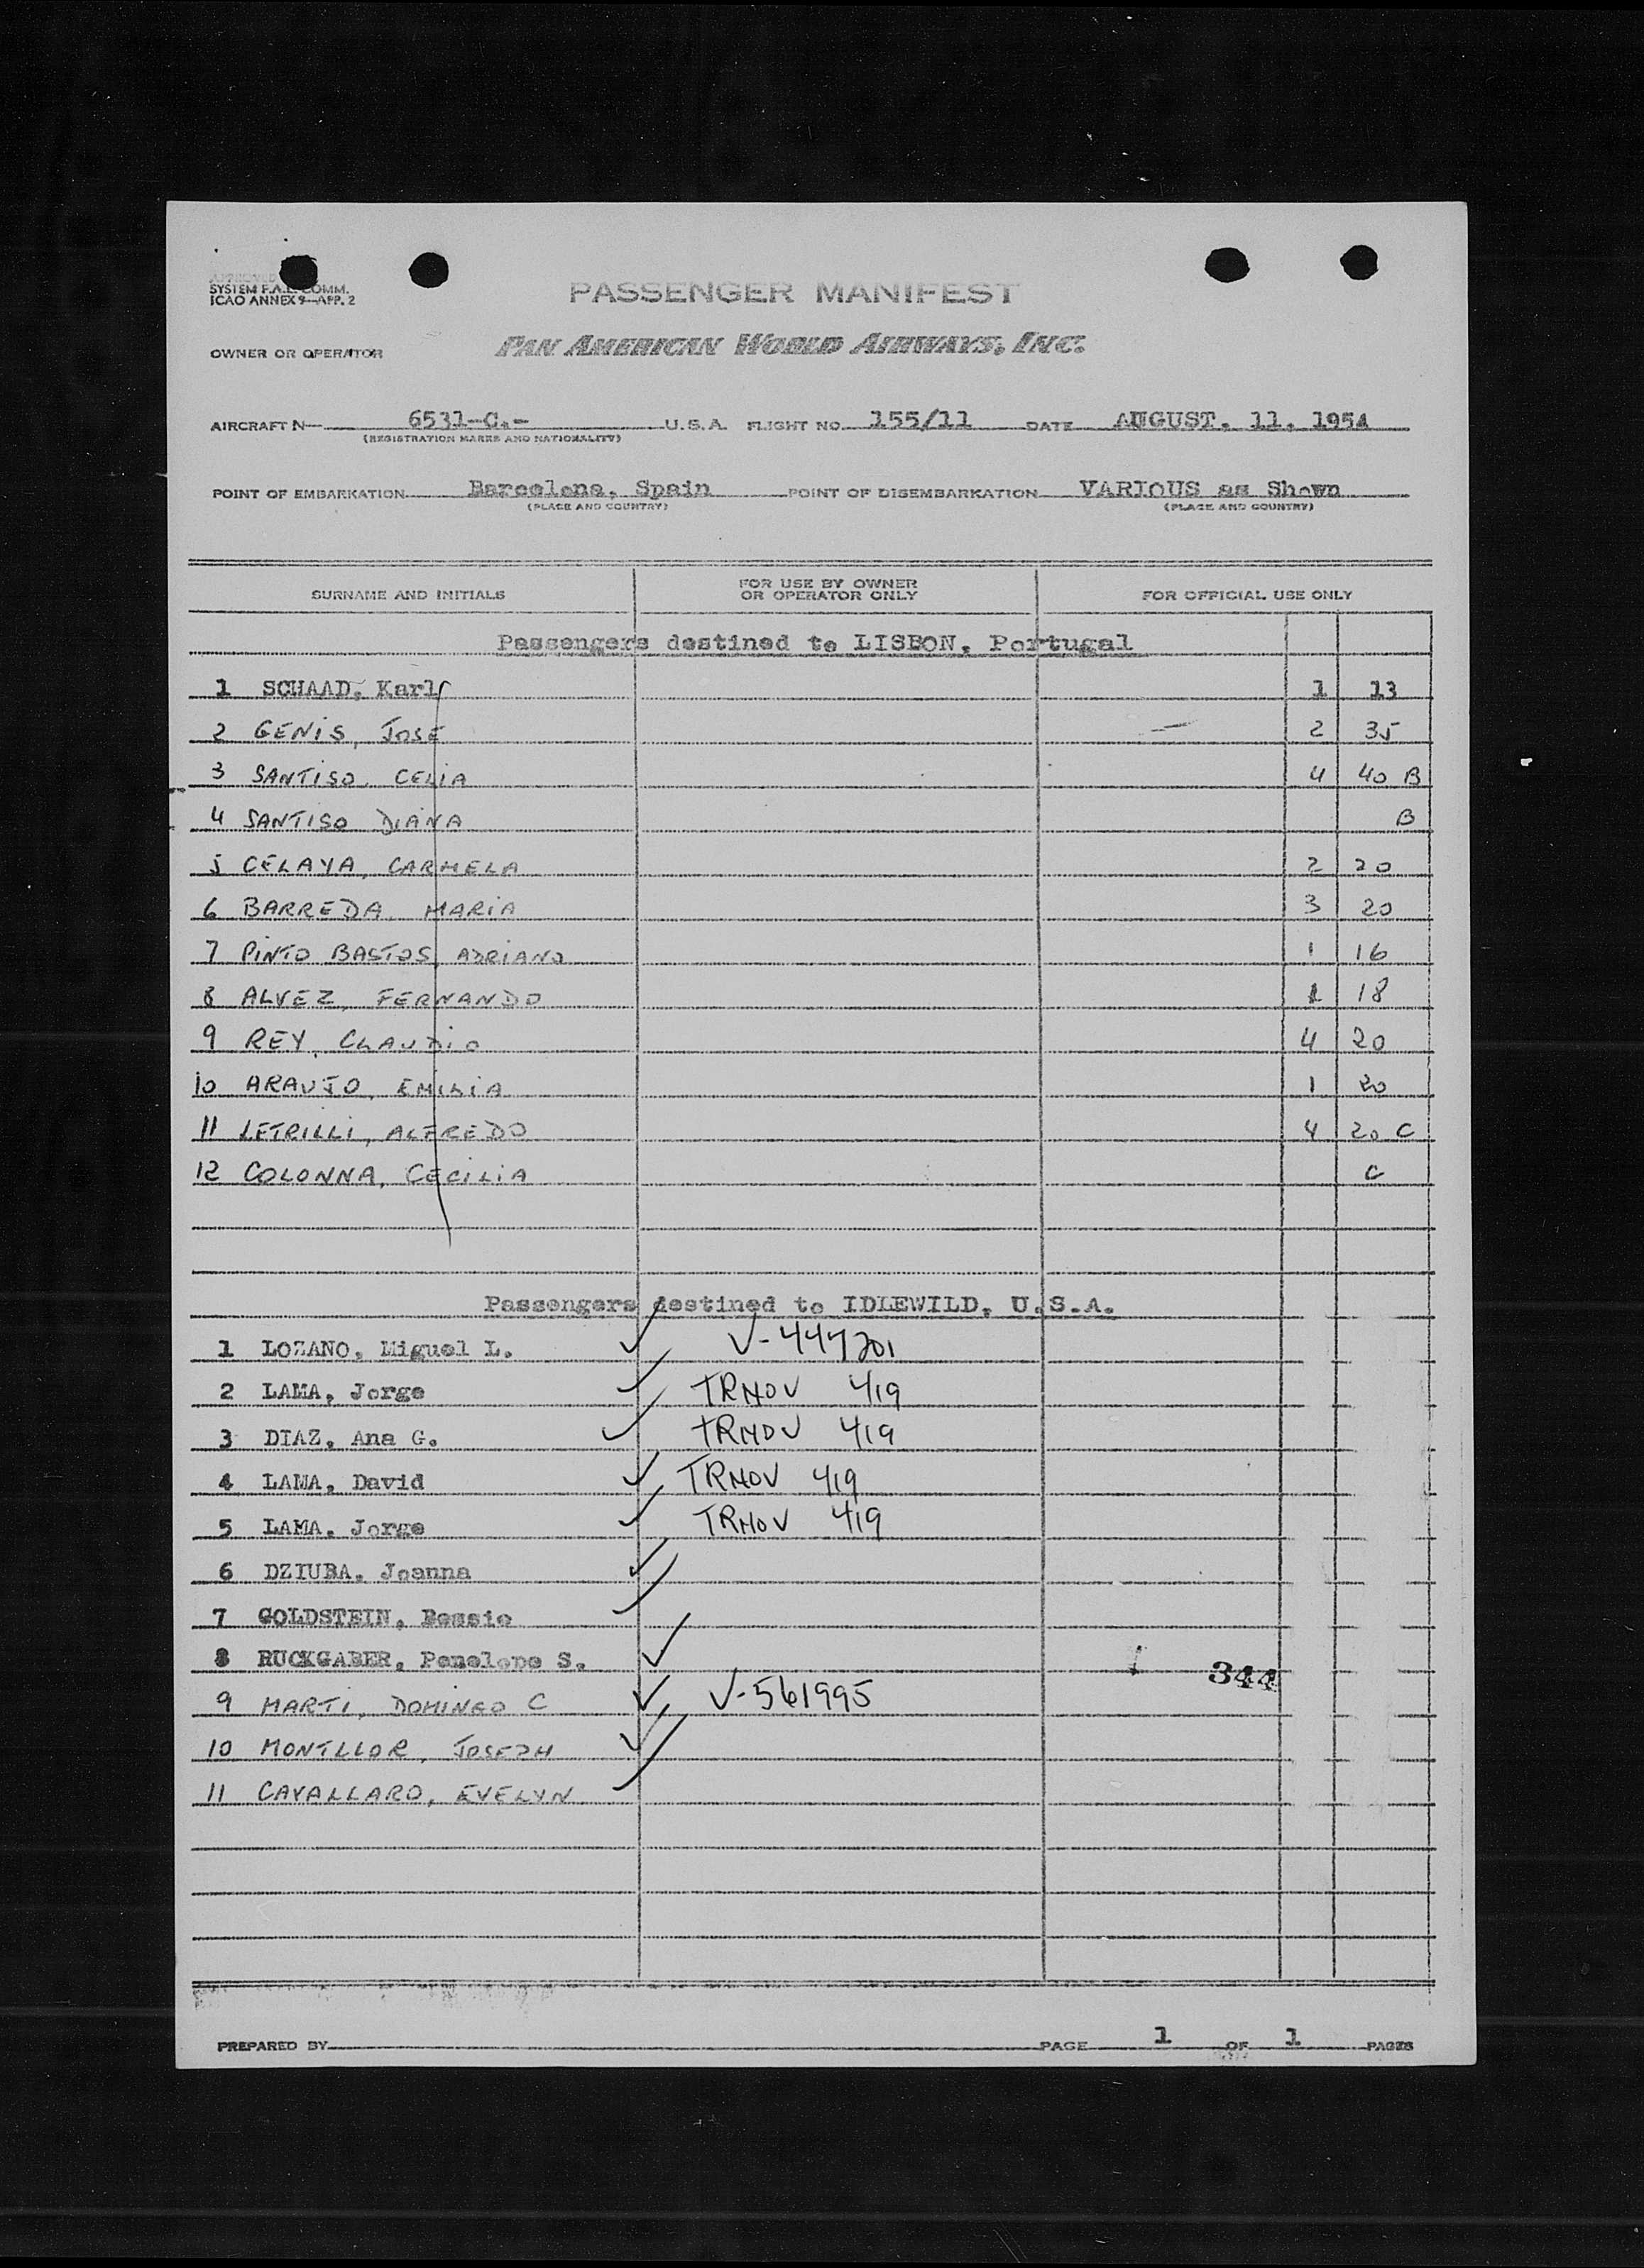 APPROVED
SYSTEM F.A.L. COMM.
ICAO ANNEX 9—APP. 2
PASSENGER MANIFEST
OWNER OR OPERATOR PAN AMERICAN WORLD AIRWAYS, INC.
AIRCRAFT N— 6531-C.- U.S.A. FLIGHT NO. 155/11 DATE AUGUST. 11. 1954
(REGISTRATION MARKS AND NATIONALITY)
POINT OF EMBARKATION Barcelona, Spain POINT OF DISEMBARKATION VARIOUS as Shown
(PLACE AND COUNTRY) (PLACE AND COUNTRY)
SURNAME AND INITIALS FOR USE BY OWNER OR OPERATOR ONLY FOR OFFICIAL USE ONLY
Passengers destined to LISBON, Portugal
1 SCHAAD, Karl 1 13
2 GENIS, JOSE 2 35
3 SANTISO, CELIA 4 40 B
4 SANTISO DIANA B
5 CELAYA, CARMELA 2 20
6 BARREDA MARIA 3 20
7 PINTO BASTOS, ADRIANO 1 16
8 ALVEZ, FERNANDO 1 18
9 REY, CLAUDIO 4 20
10 ARAUJO, EMILIA 1 20
11 LETRILLI, ALFREDO 4 20 C
12 COLONNA, CECILIA C
Passengers destined to IDLEWILD, U.S.A.
1 LOZANO, Miguel L. V-447201
2 LAMA, Jorge TRNOV 419
3 DIAZ, Ana G. TRNOV 419
4 LAMA, David TRNOV 419
5 LAMA, Jorge TRNOV 419
6 DZIUBA, Joanna
7 GOLDSTEIN, Bessie
8 RUCKGABER, Penelope S. 344
9 MARTI, DOMINGO C V-561995
10 MONTLLOR, JOSEPH
11 CAVALLARO, EVELYN
PREPARED BY PAGE 1 OF 1 PAGES